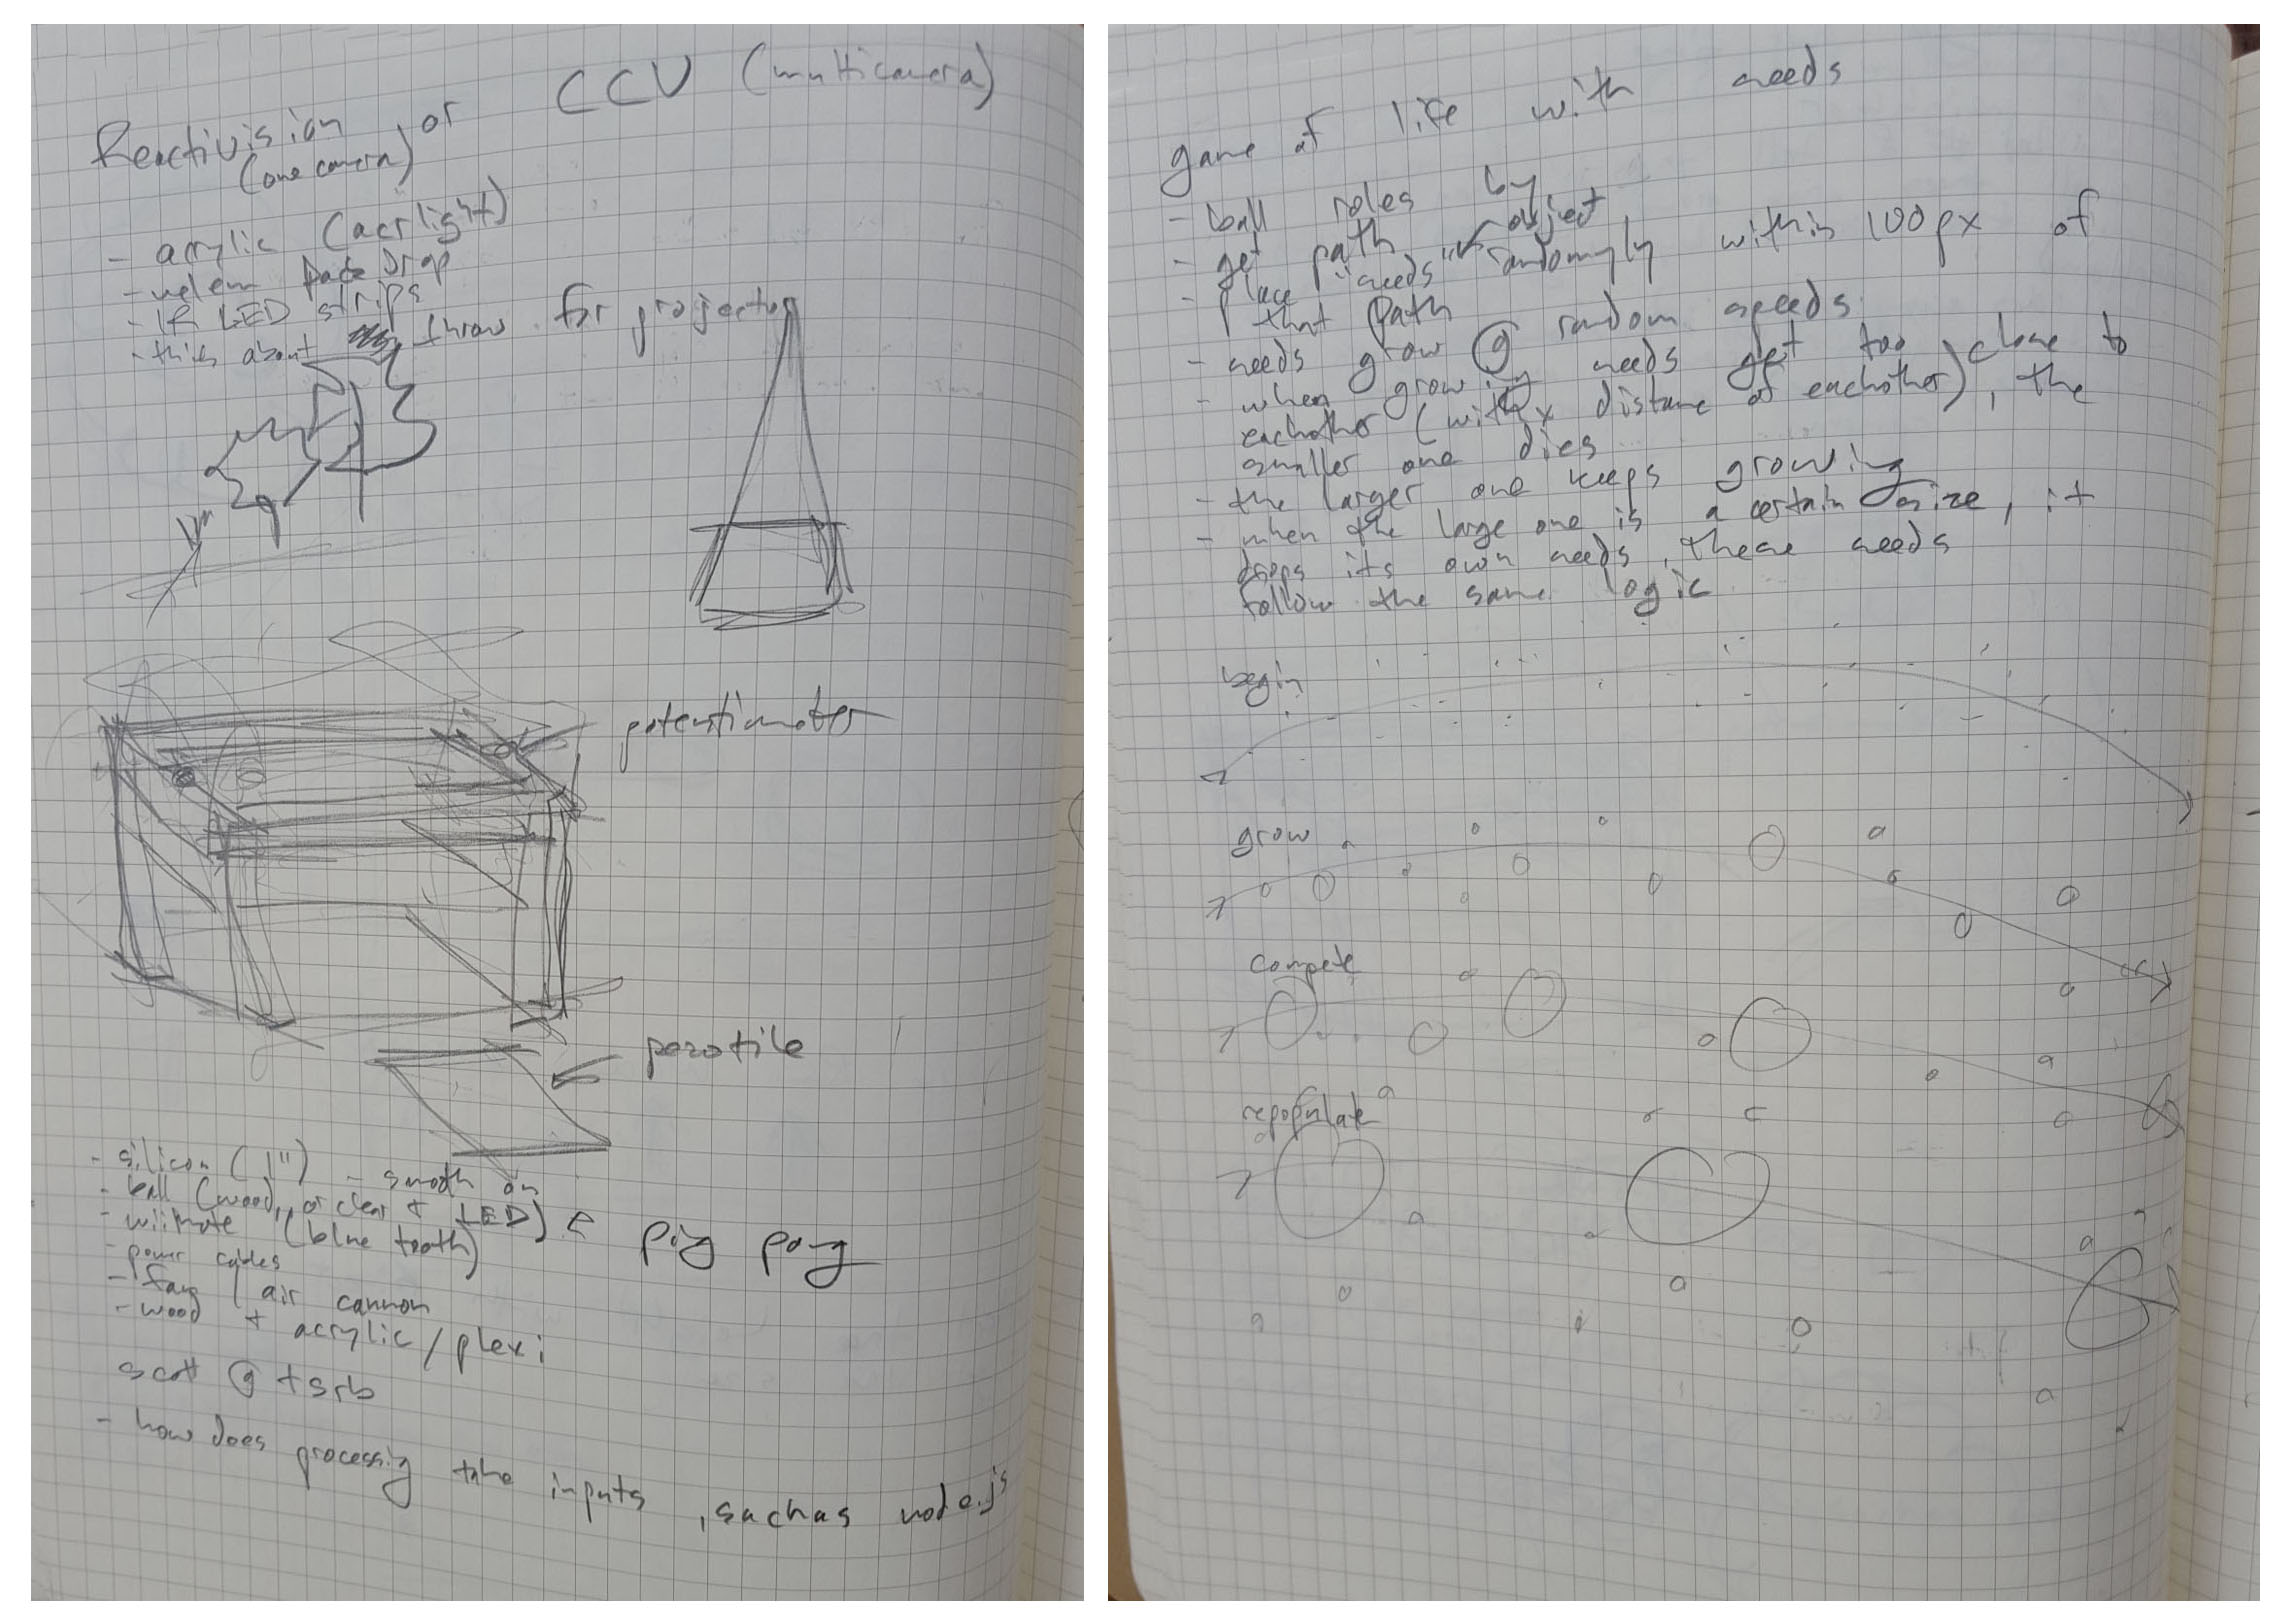 Reactivision or CCV (multicamera)
(one camera)
- acrylic (acrlight)
- velem Back Drop
- IR LED strips
- think about throw for projector
potentiometer
pezotile
- silicon (1") - smooth on
- ball (wood, or clear + LED) ping pong
- wiimote (blue tooth)
- power cables
- fans / air cannon
- wood + acrylic / plexi
scott @ tsrb
- how does processing take inputs, such as node.js
game of life with seeds
- ball roles by
- get path object
- place "seeds" randomly within 100px of
that path
- seeds grow @ random speeds
- when growing seeds get too close to
eachother (with x distance of eachother), the
smaller one dies
- the larger one keeps growing
- when the large one is a certain size, it
drops its own seeds, these seeds
follow the same logic
begin
grow
compete
repopulate